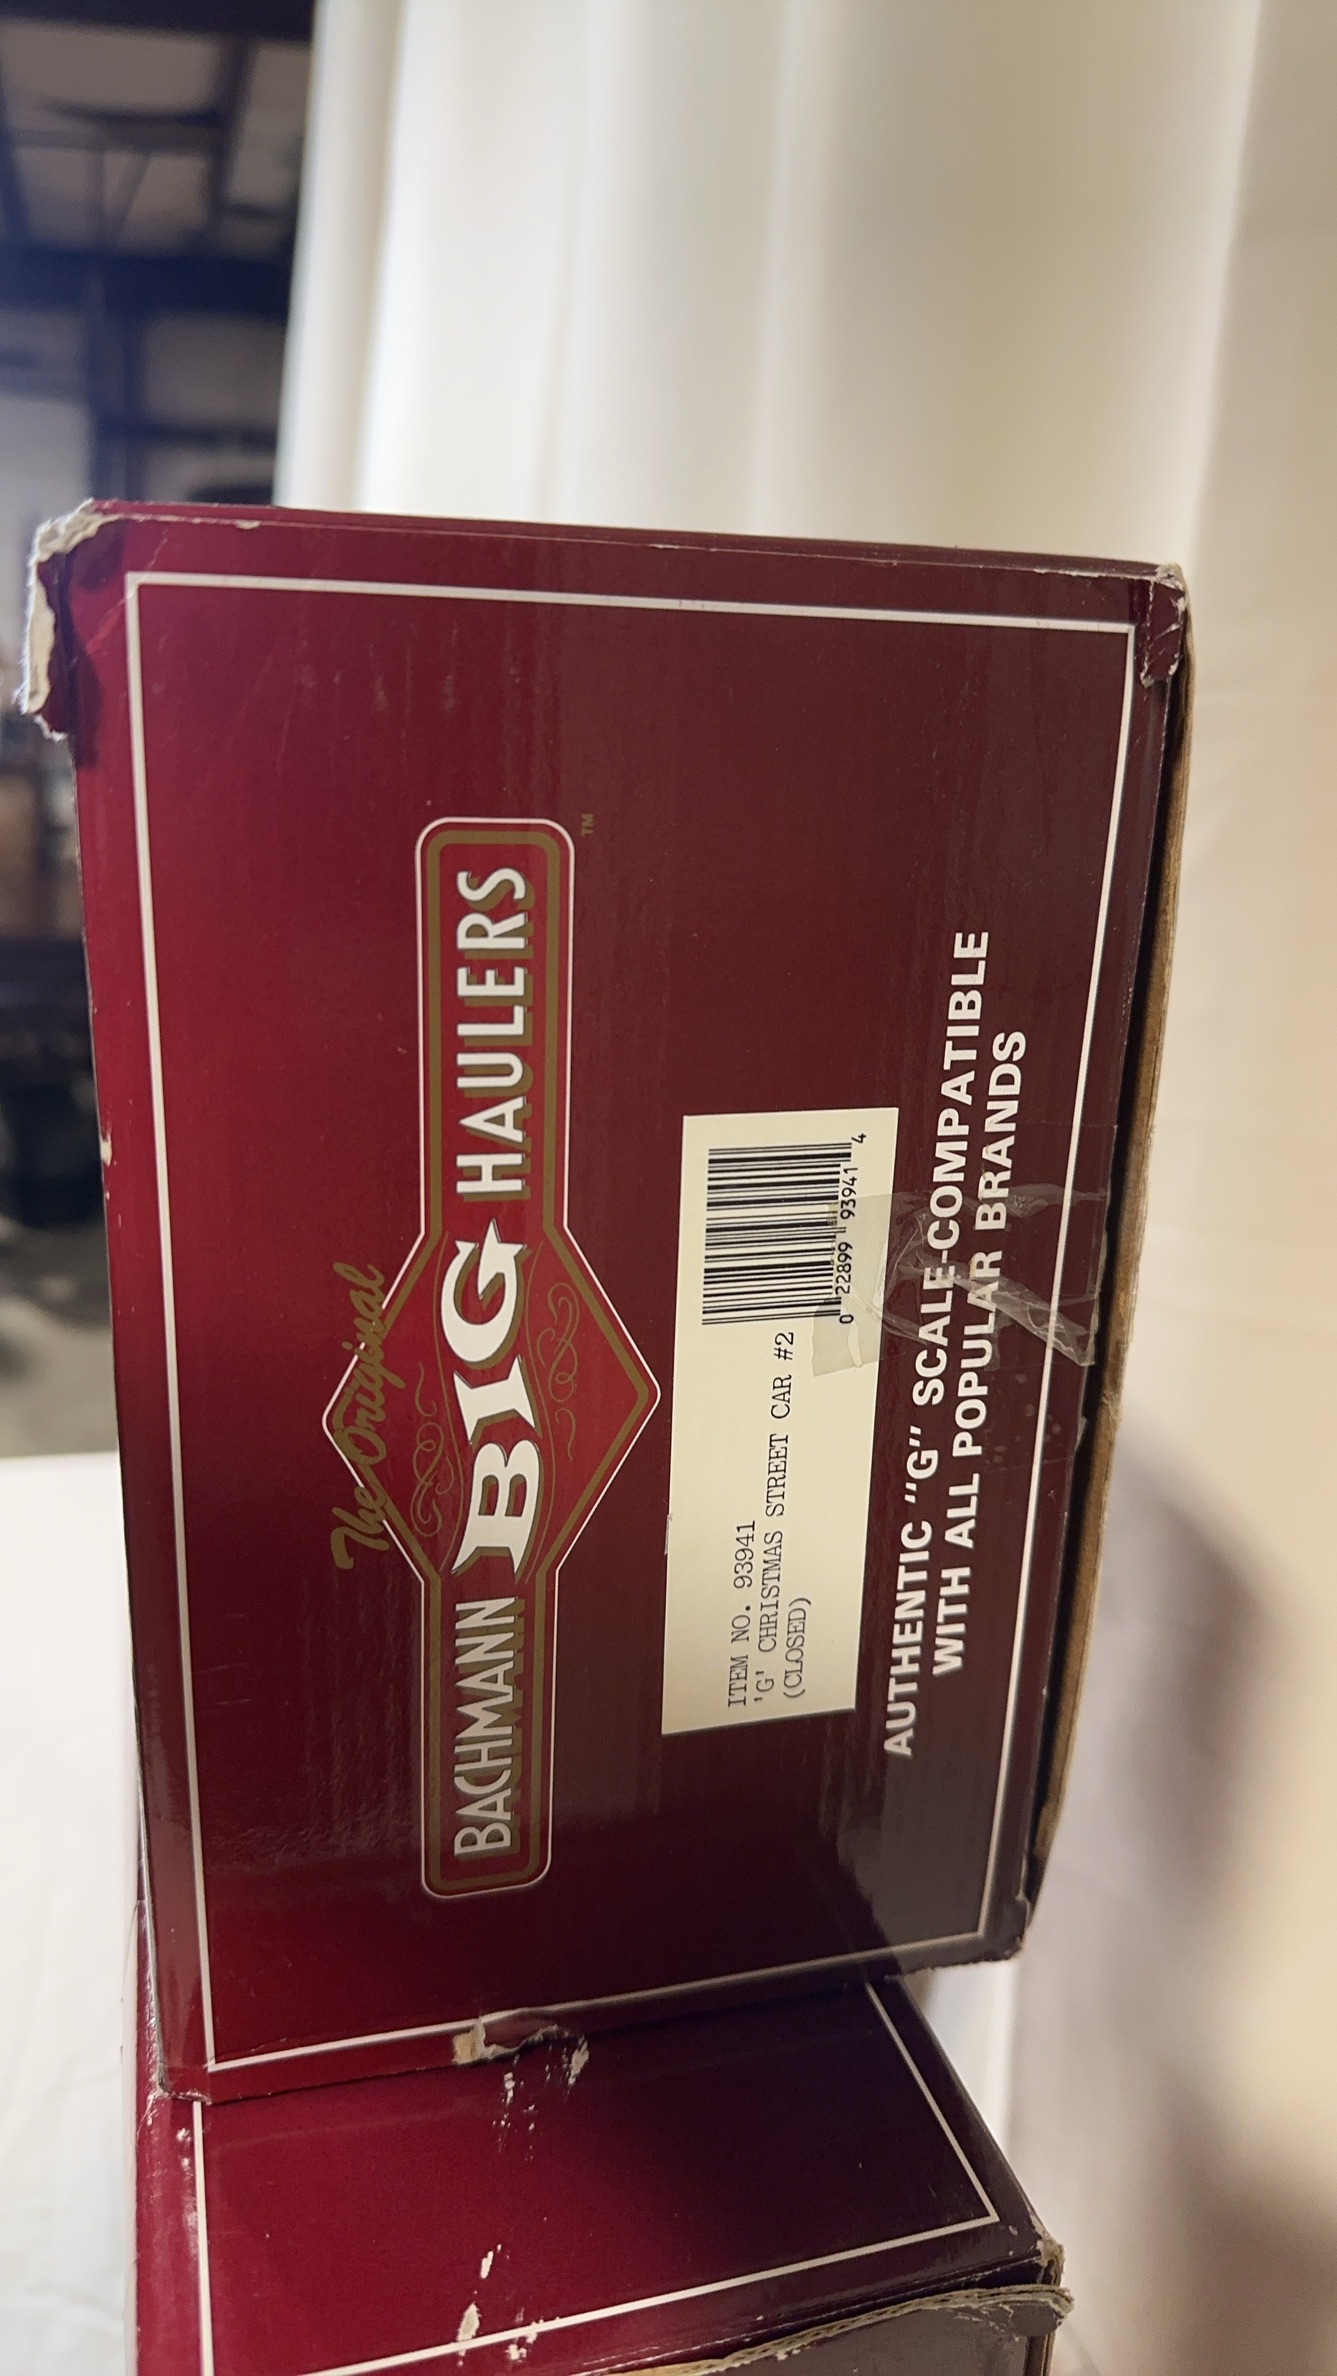 The Original
BACHMANN BIG HAULERS
TM
ITEM NO. 93941
'G' CHRISTMAS STREET CAR #2
(CLOSED)
0 22899 93941 4
AUTHENTIC "G" SCALE-COMPATIBLE
WITH ALL POPULAR BRANDS